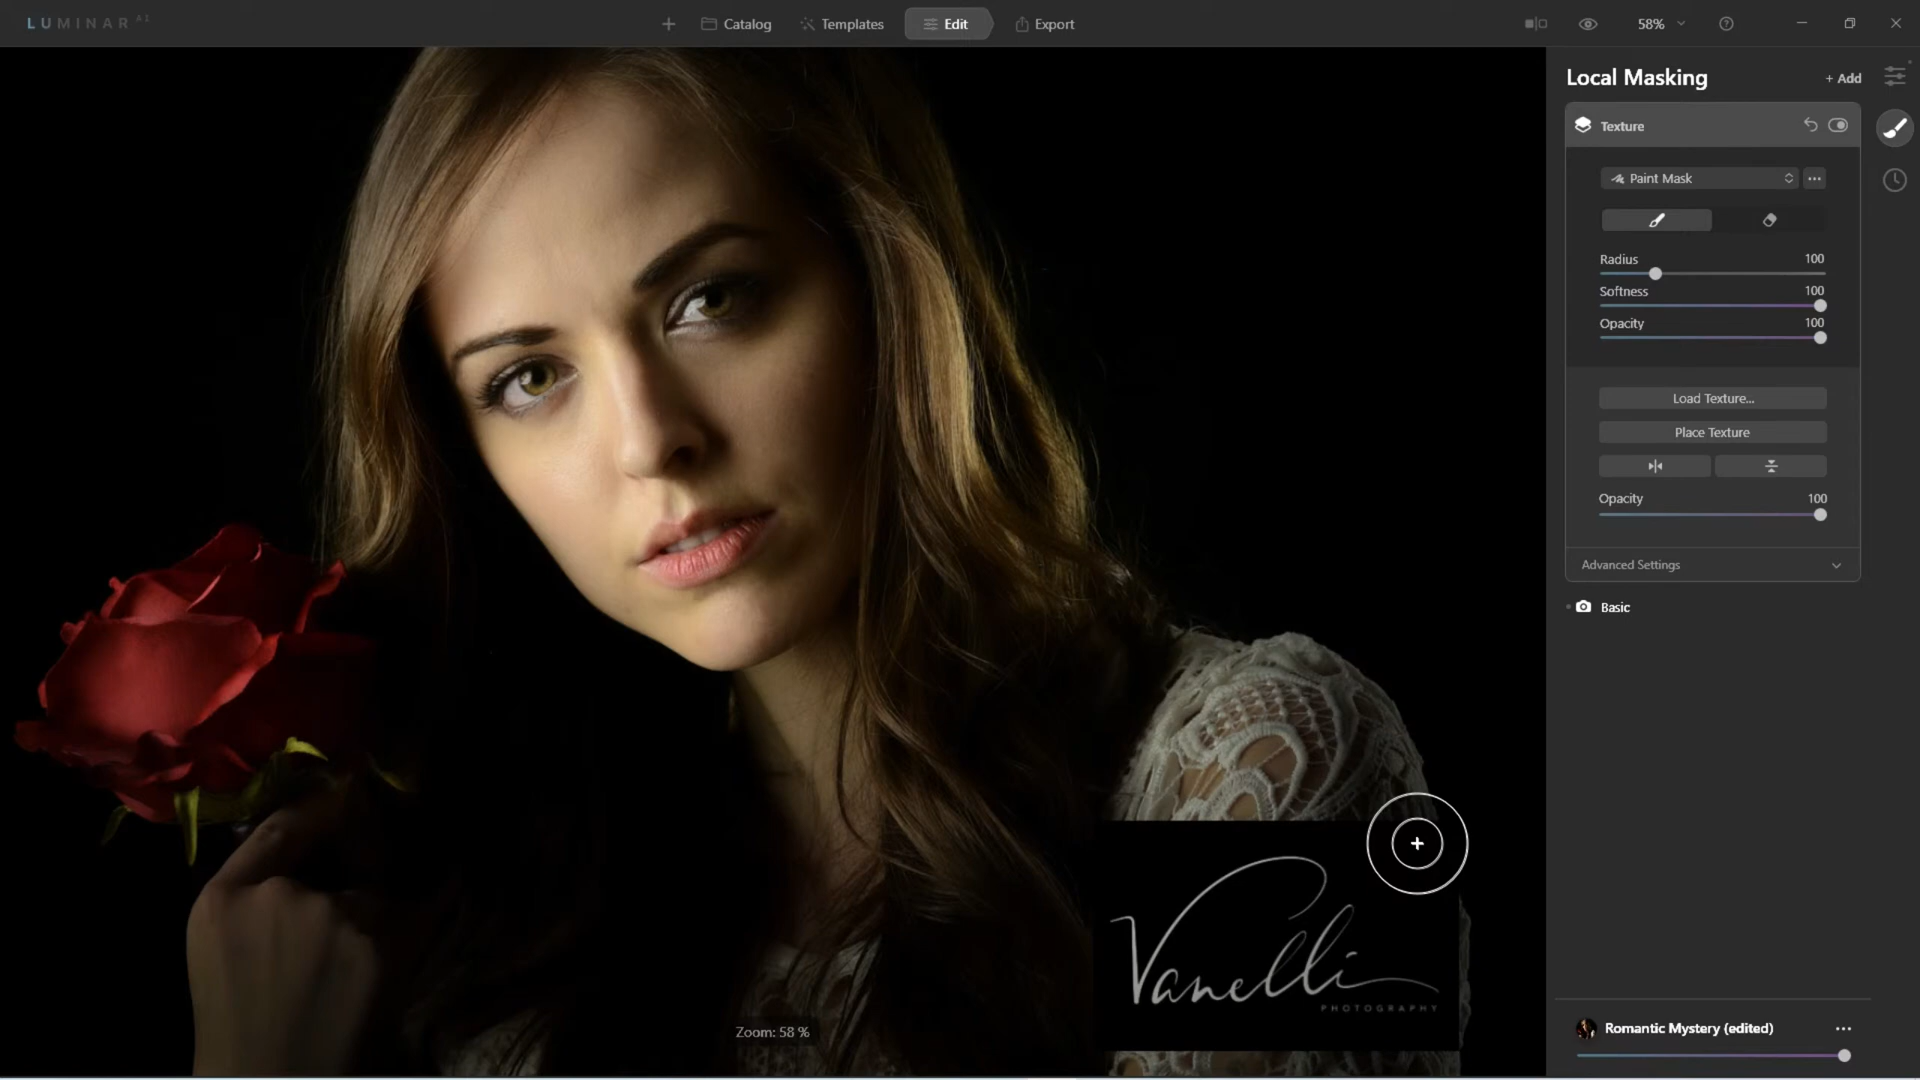 LUMINAR AI
Catalog
Templates
Edit
Export
58%
Local Masking
+ Add
Texture
Paint Mask
Radius 100
Softness 100
Opacity 100
Load Texture...
Place Texture
Opacity 100
Advanced Settings
Basic
Vanelli
PHOTOGRAPHY
Zoom: 58 %
Romantic Mystery (edited)